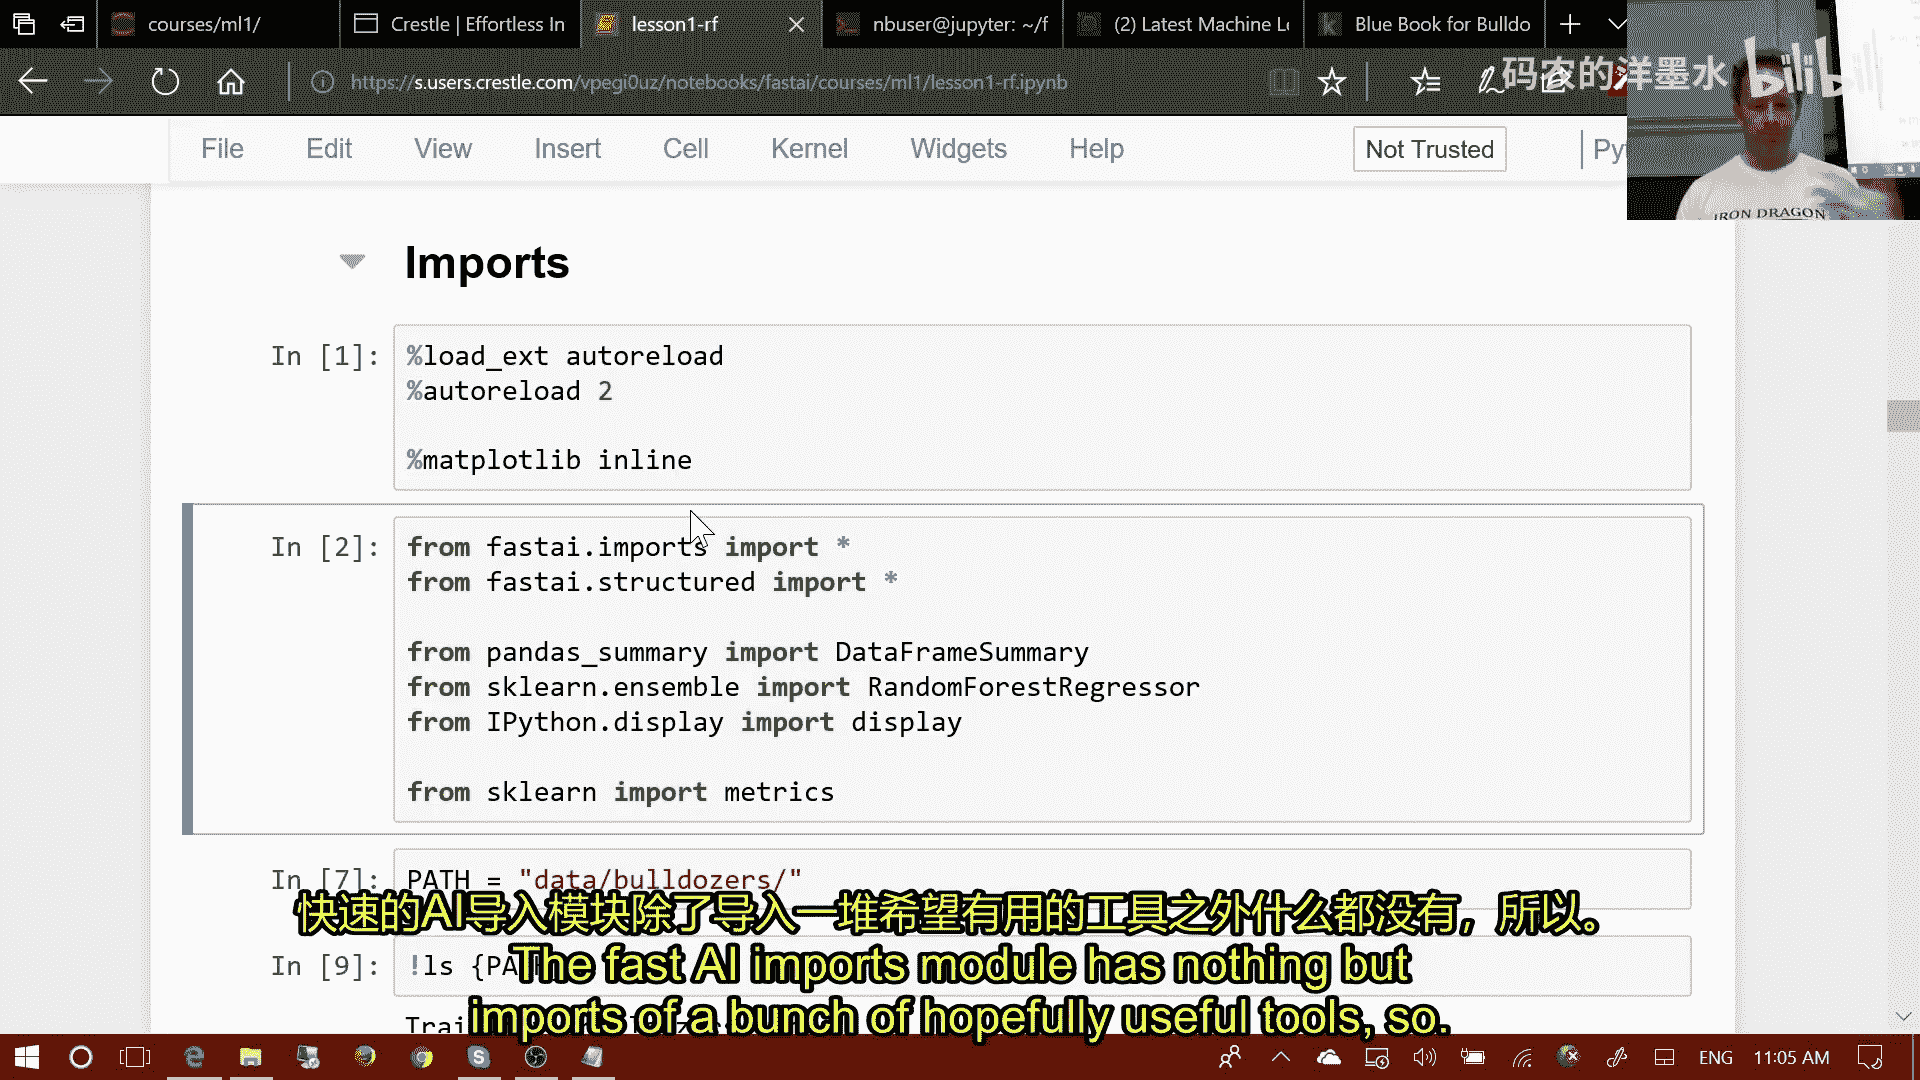 courses/ml1/
Crestle | Effortless In
lesson1-rf
nbuser@jupyter: ~/f
(2) Latest Machine Le
Blue Book for Bulldo
https://s.users.crestle.com/vpegi0uz/notebooks/fastai/courses/ml1/lesson1-rf.ipynb
码农的洋墨水 bilibili
File Edit View Insert Cell Kernel Widgets Help Not Trusted
IRON DRAGON
Imports
In [1]: %load_ext autoreload
%autoreload 2
%matplotlib inline
In [2]: from fastai.imports import *
from fastai.structured import *
from pandas_summary import DataFrameSummary
from sklearn.ensemble import RandomForestRegressor
from IPython.display import display
from sklearn import metrics
In [7]: PATH = "data/bulldozers/"
快速的AI导入模块除了导入一堆希望有用的工具之外什么都没有，所以。
In [9]: !ls {PA
The fast AI imports module has nothing but
imports of a bunch of hopefully useful tools, so.
ENG 11:05 AM